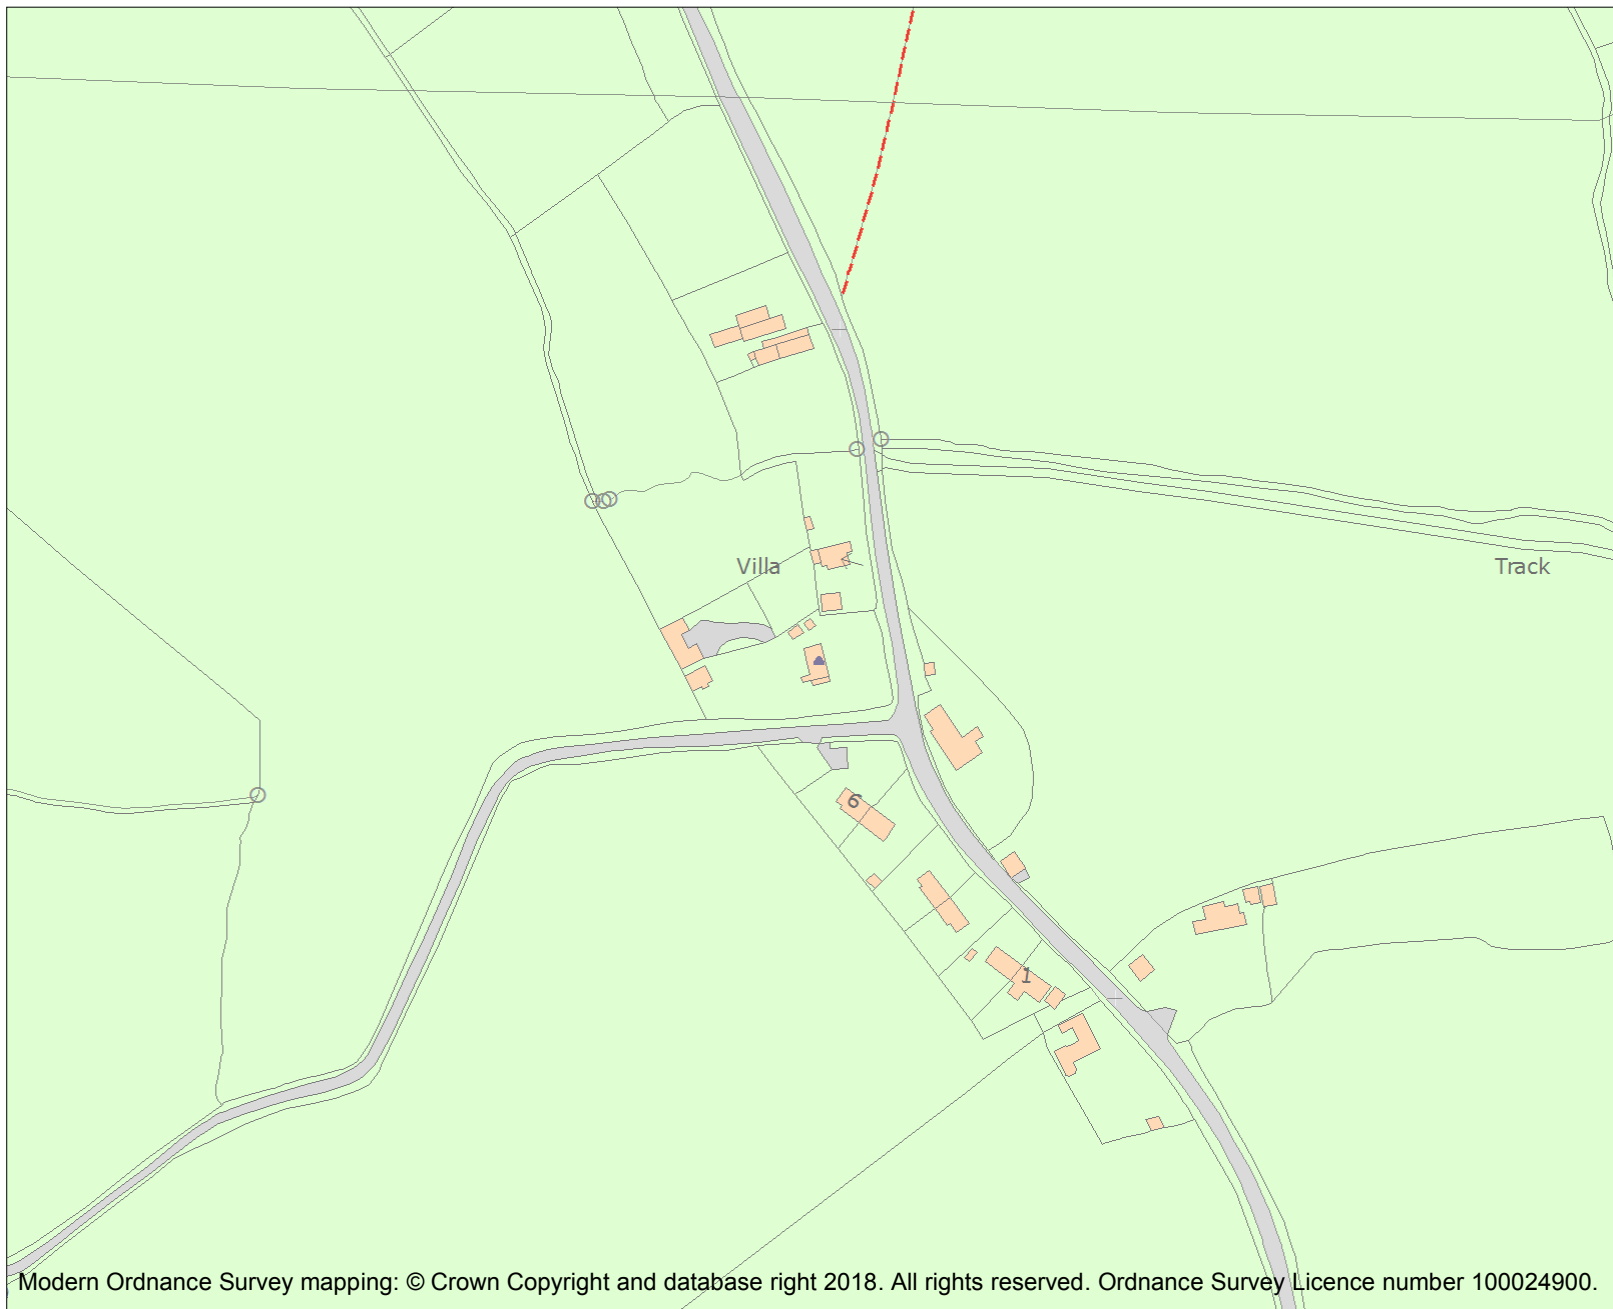 Villa
Track
6
1
Modern Ordnance Survey mapping: © Crown Copyright and database right 2018. All rights reserved. Ordnance Survey Licence number 100024900.